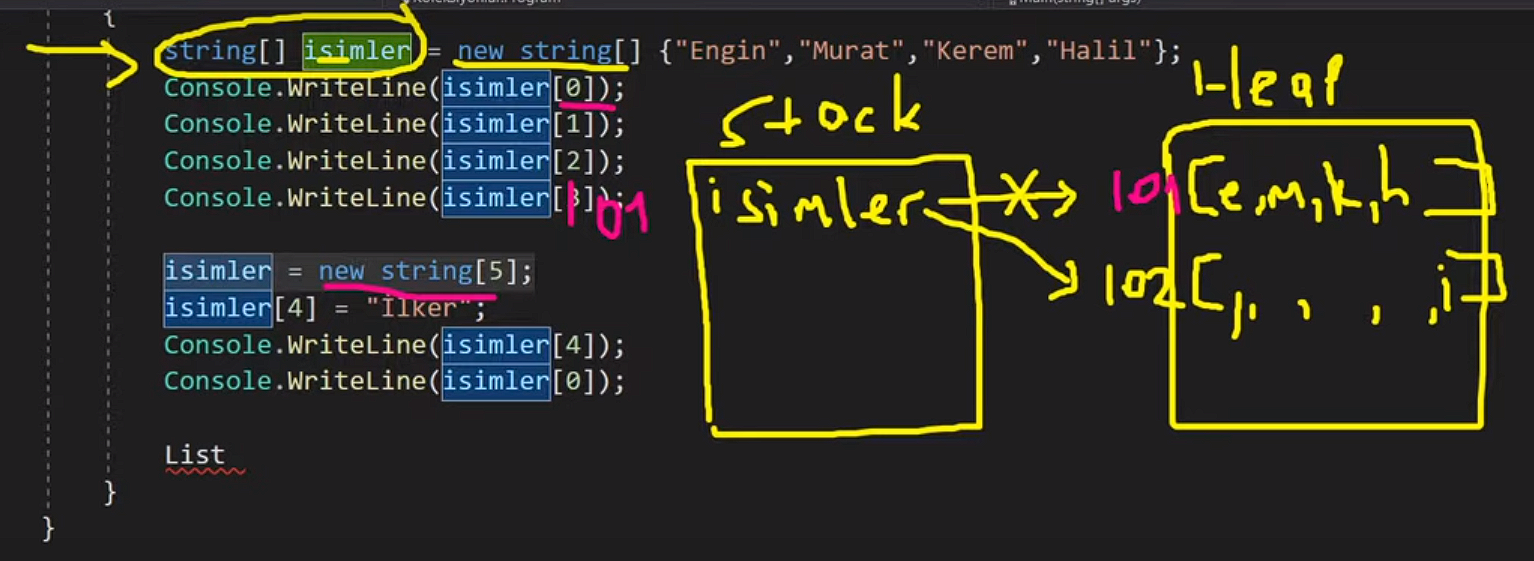 {
string[] isimler = new string[] {"Engin","Murat","Kerem","Halil"};
Console.WriteLine(isimler[0]);
Console.WriteLine(isimler[1]);
Console.WriteLine(isimler[2]);
Console.WriteLine(isimler[3]);
101
isimler = new string[5];
isimler[4] = "İlker";
Console.WriteLine(isimler[4]);
Console.WriteLine(isimler[0]);
List
}
}
Stock
isimler
Heap
101 [e,m,k,h ]
102 [, , , ,i]